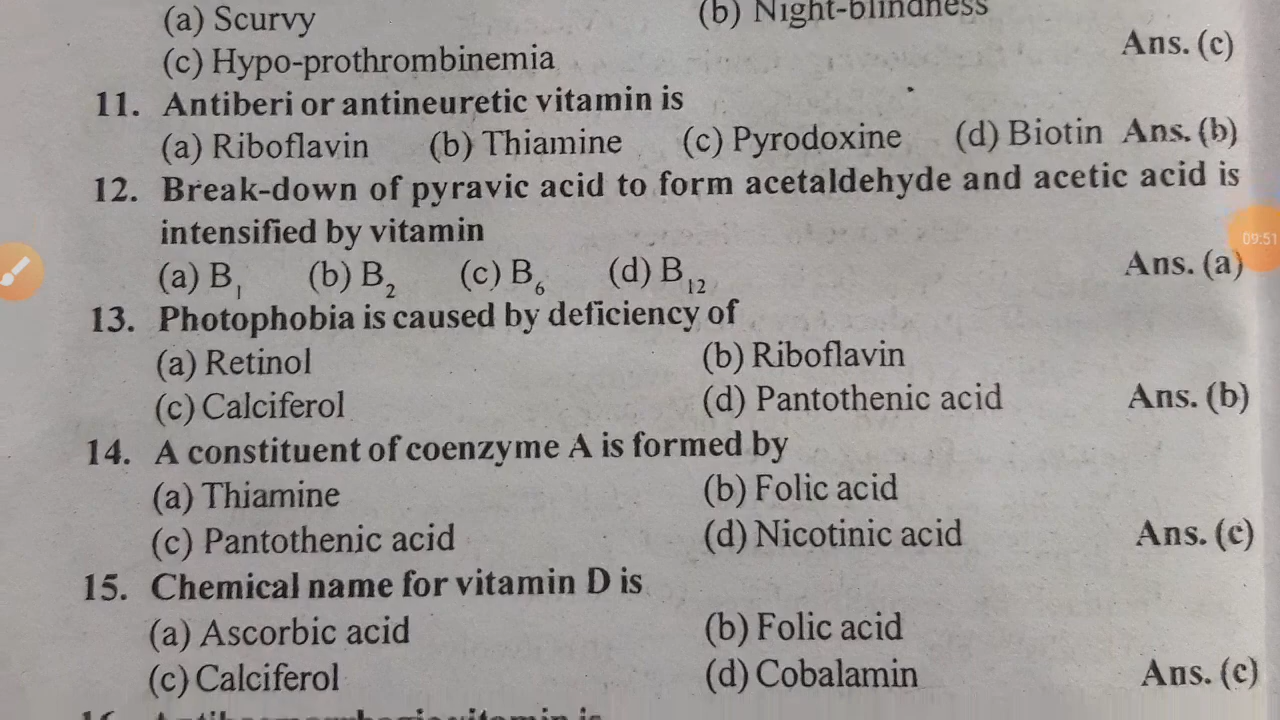 (a) Scurvy (b) Night-blindness
(c) Hypo-prothrombinemia Ans. (c)
11. Antiberi or antineuretic vitamin is
(a) Riboflavin (b) Thiamine (c) Pyrodoxine (d) Biotin Ans. (b)
12. Break-down of pyravic acid to form acetaldehyde and acetic acid is
intensified by vitamin
(a) B₁ (b) B₂ (c) B₆ (d) B₁₂ Ans. (a)
13. Photophobia is caused by deficiency of
(a) Retinol (b) Riboflavin
(c) Calciferol (d) Pantothenic acid Ans. (b)
14. A constituent of coenzyme A is formed by
(a) Thiamine (b) Folic acid
(c) Pantothenic acid (d) Nicotinic acid Ans. (c)
15. Chemical name for vitamin D is
(a) Ascorbic acid (b) Folic acid
(c) Calciferol (d) Cobalamin Ans. (c)
09:51